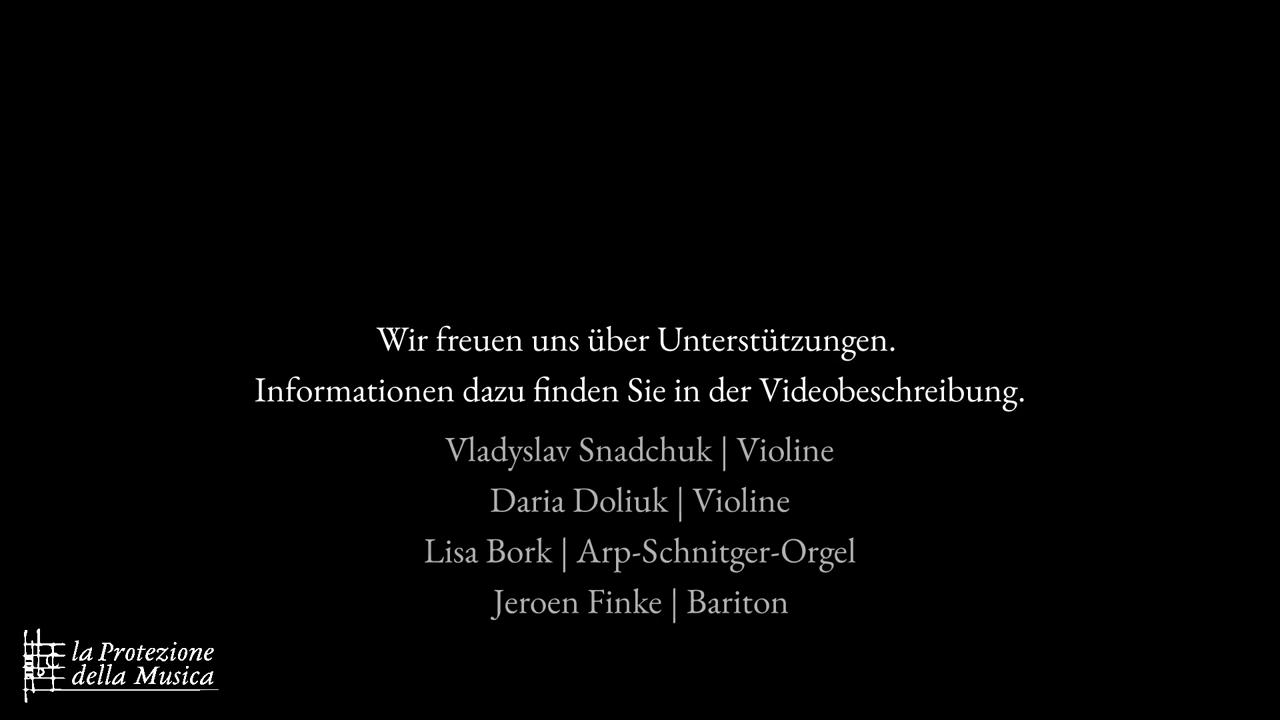 Wir freuen uns über Unterstützungen.
Informationen dazu finden Sie in der Videobeschreibung.
Vladyslav Snadchuk | Violine
Daria Doliuk | Violine
Lisa Bork | Arp-Schnitger-Orgel
Jeroen Finke | Bariton
la Protezione
della Musica